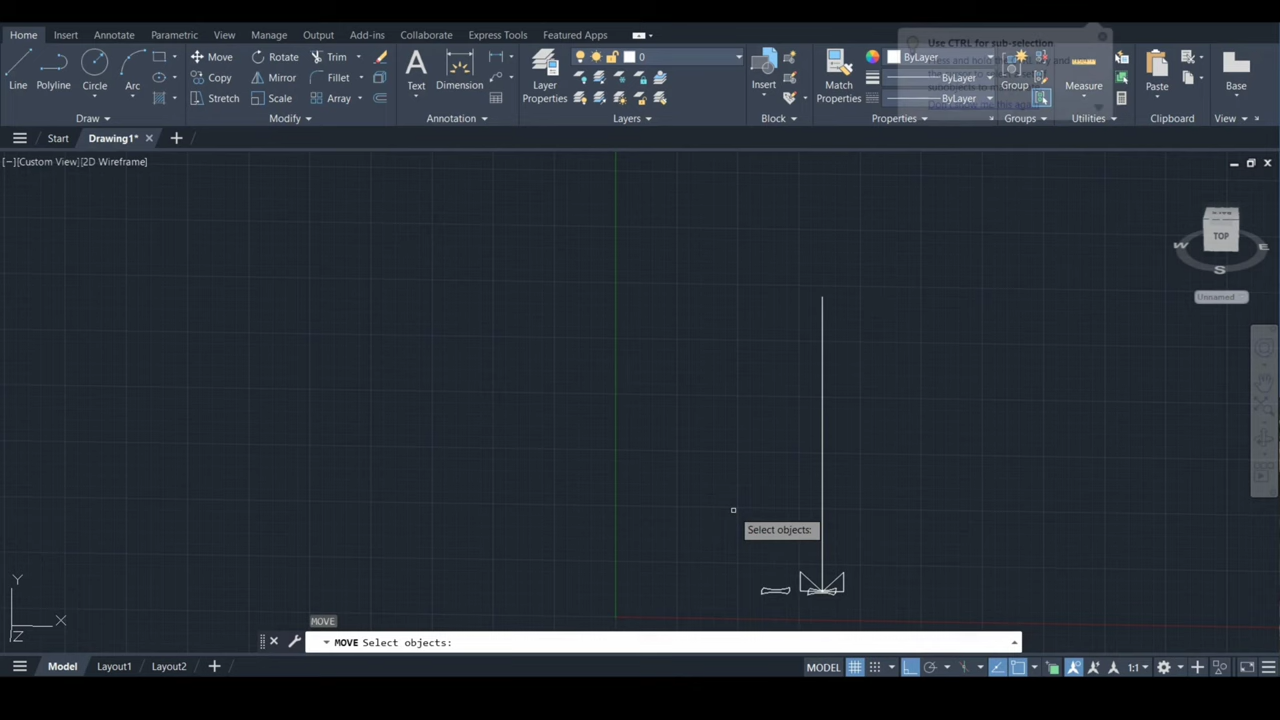 Home Insert Annotate Parametric View Manage Output Add-ins Collaborate Express Tools Featured Apps
Use CTRL for sub-selection
Line Polyline Circle Arc
Move Rotate Trim
Copy Mirror Fillet
Stretch Scale Array
Text Dimension
Layer Properties
0
Insert
Match Properties
ByLayer
ByLayer
ByLayer
Group
Measure
Paste
Base
Draw Modify Annotation Layers Block Properties Groups Utilities Clipboard View
Start Drawing1*
[−][Custom View][2D Wireframe]
TOP
W E
S
Unnamed
Select objects:
Y
X
Z
MOVE
MOVE Select objects:
Model Layout1 Layout2
MODEL 1:1